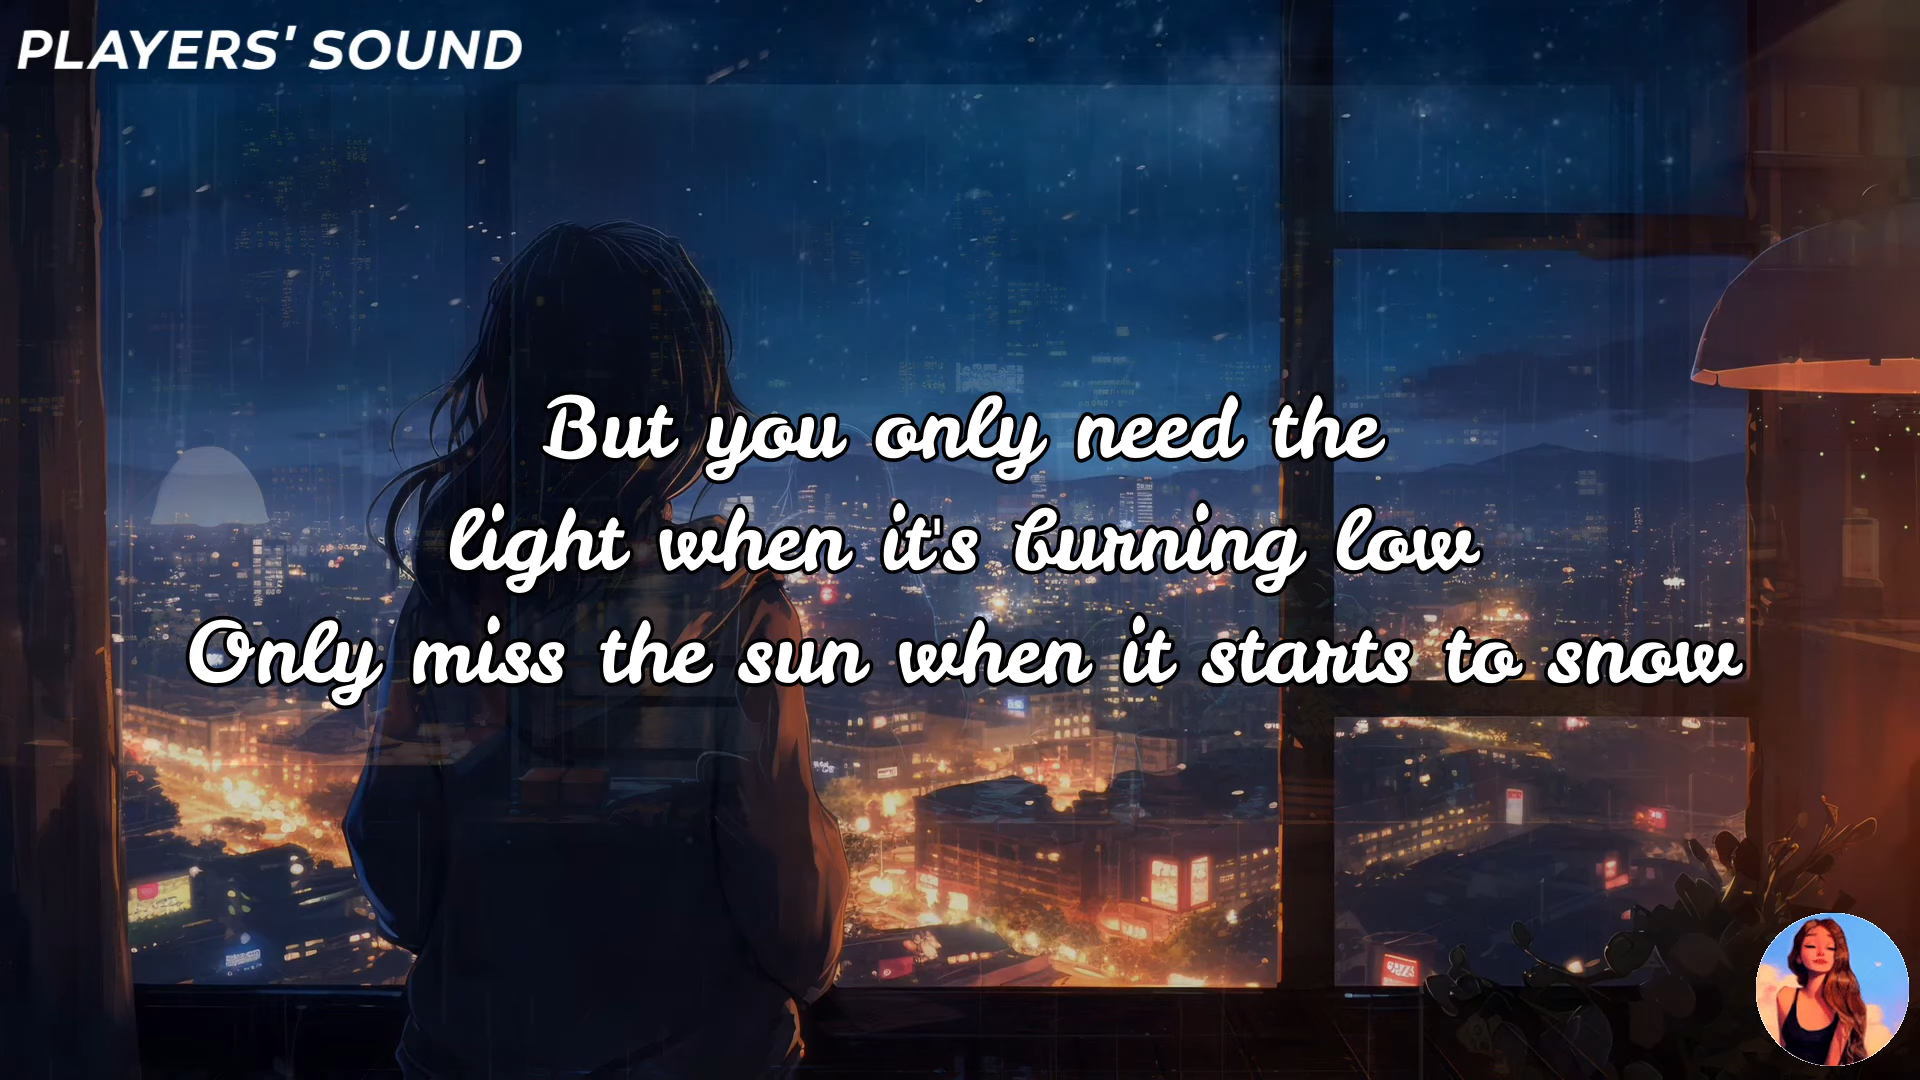 PLAYERS' SOUND
But you only need the
light when it's burning low
Only miss the sun when it starts to snow